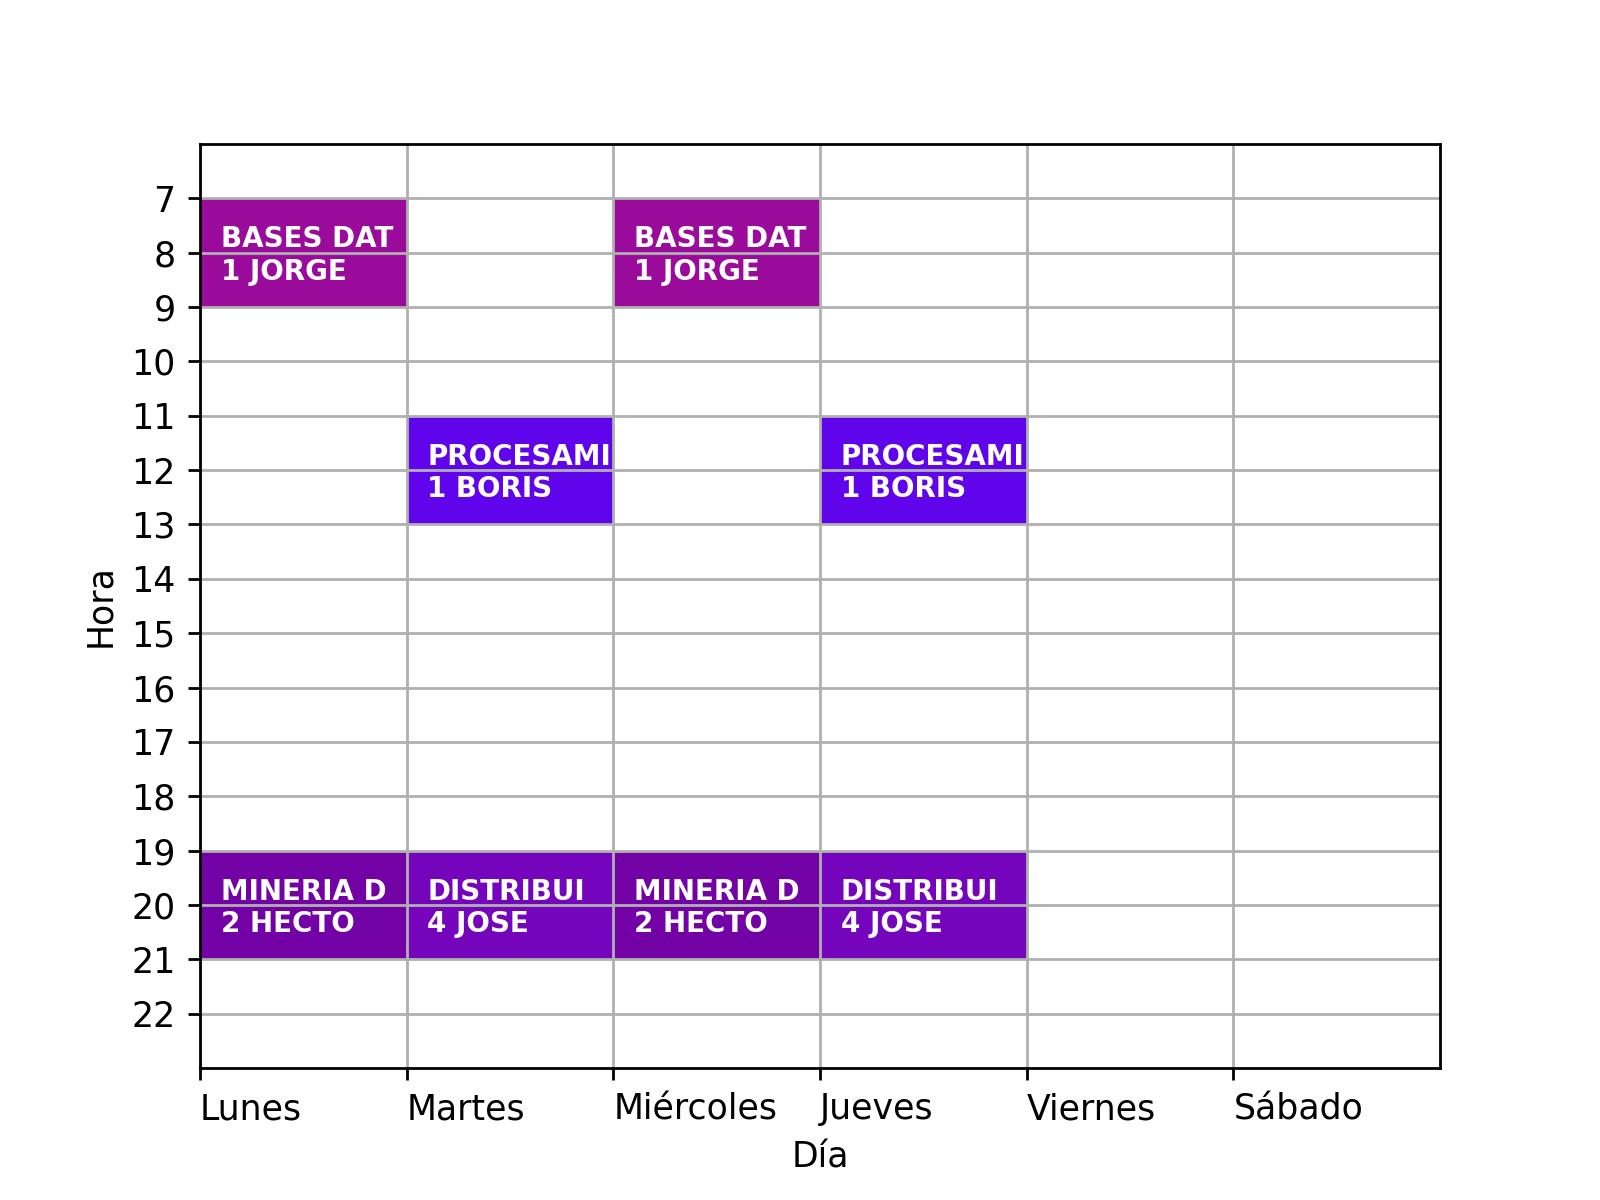 7
BASES DAT
1 JORGE
BASES DAT
1 JORGE
8
9
10
11
PROCESAMI
1 BORIS
PROCESAMI
1 BORIS
12
13
14
Hora
15
16
17
18
19
MINERIA D
2 HECTO
DISTRIBUI
4 JOSE
MINERIA D
2 HECTO
DISTRIBUI
4 JOSE
20
21
22
Lunes Martes Miércoles Jueves Viernes Sábado
Día